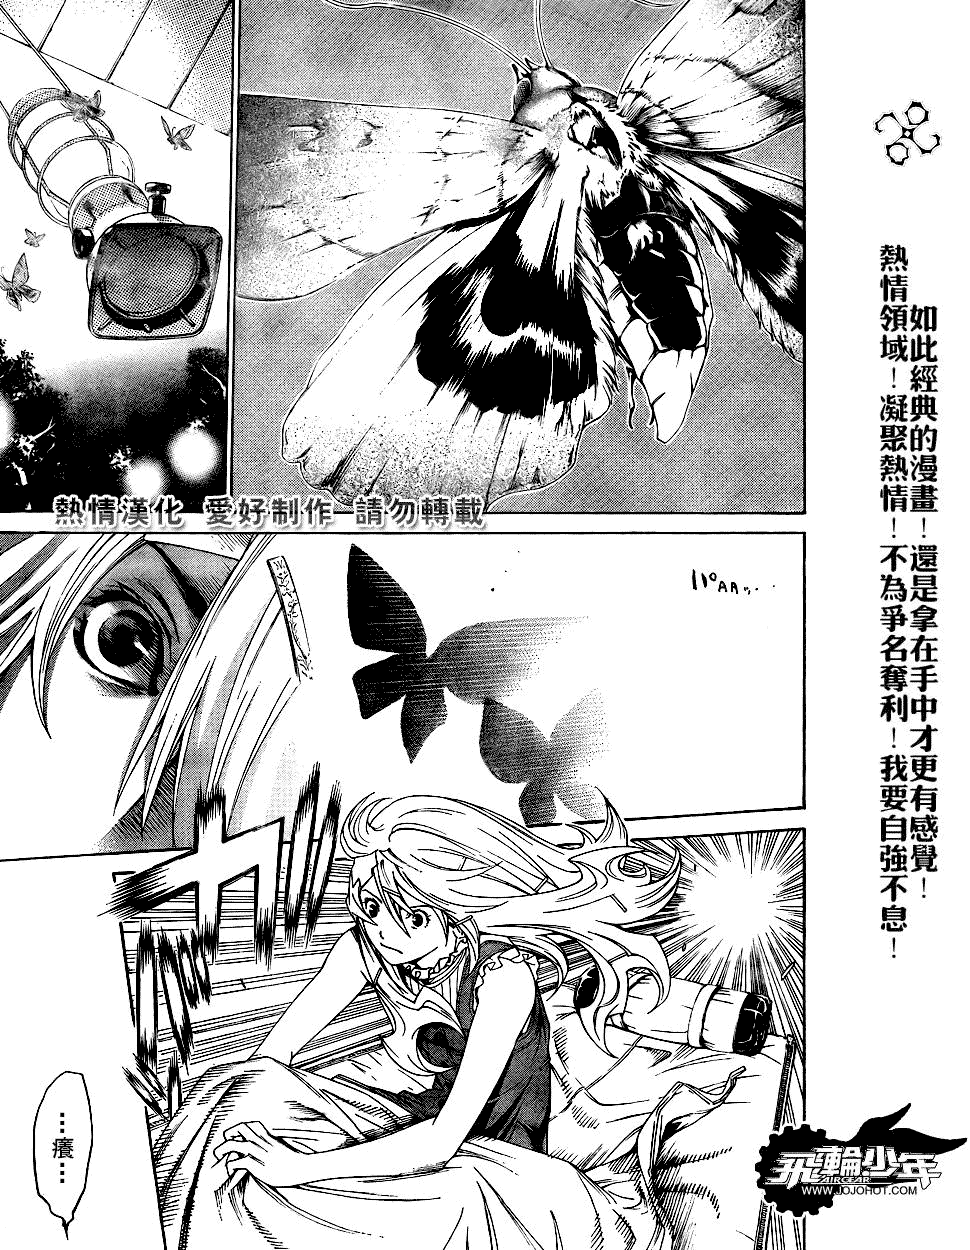 如此經典的漫畫！還是拿在手中才更有感覺！
熱情領域！凝聚熱情！不為爭名奪利！我要自強不息！
熱情漢化 愛好制作 請勿轉載
…癢…
飛輪少年
AIRGEAR
WWW.JOJOHOT.COM